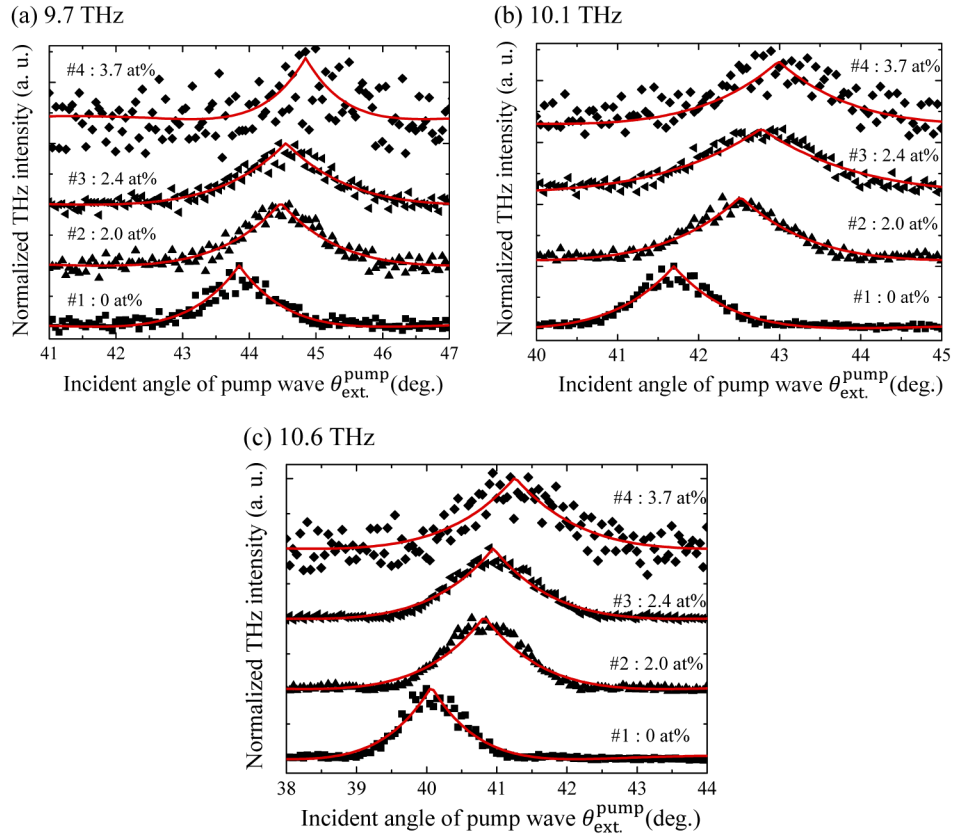 (a) 9.7 THz
Normalized THz intensity (a. u.)
#4 : 3.7 at%
#3 : 2.4 at%
#2 : 2.0 at%
#1 : 0 at%
41 42 43 44 45 46 47
Incident angle of pump wave θ_ext.^pump (deg.)
(b) 10.1 THz
Normalized THz intensity (a. u.)
#4 : 3.7 at%
#3 : 2.4 at%
#2 : 2.0 at%
#1 : 0 at%
40 41 42 43 44 45
Incident angle of pump wave θ_ext.^pump (deg.)
(c) 10.6 THz
Normalized THz intensity (a. u.)
#4 : 3.7 at%
#3 : 2.4 at%
#2 : 2.0 at%
#1 : 0 at%
38 39 40 41 42 43 44
Incident angle of pump wave θ_ext.^pump (deg.)